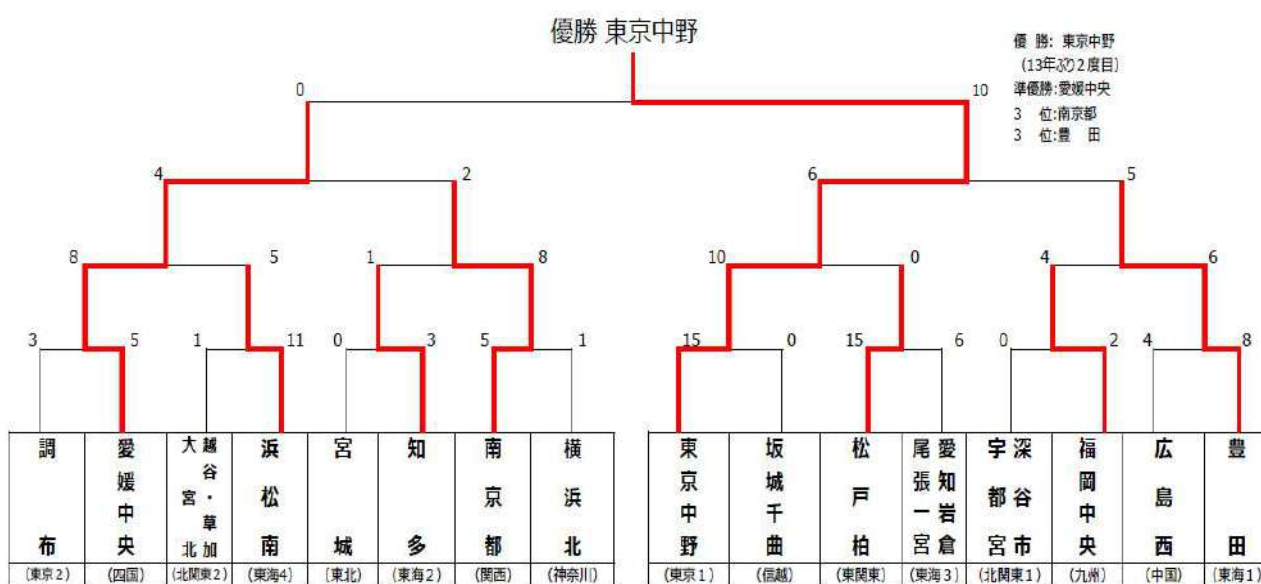 優勝 東京中野
優 勝: 東京中野
(13年ぶり2度目)
準優勝:愛媛中央
3 位:南京都
3 位:豊 田
0
10
4
2
6
5
8
5
1
8
10
0
4
6
3
5
1
11
0
3
5
1
15
0
15
6
0
2
4
8
調布
愛媛中央
越谷・草加
大宮北
浜松南
宮城
知多
南京都
横浜北
東京中野
坂城千曲
松戸柏
愛知岩倉
尾張一宮
深谷市
宇都宮
福岡中央
広島西
豊田
(東京2)
(四国)
(北関東2)
(東海4)
(東北)
(東海2)
(関西)
(神奈川)
(東京1)
(信越)
(東関東)
(東海3)
(北関東1)
(九州)
(中国)
(東海1)